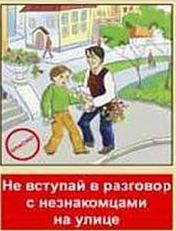 Не вступай в разговор
с незнакомцами
на улице